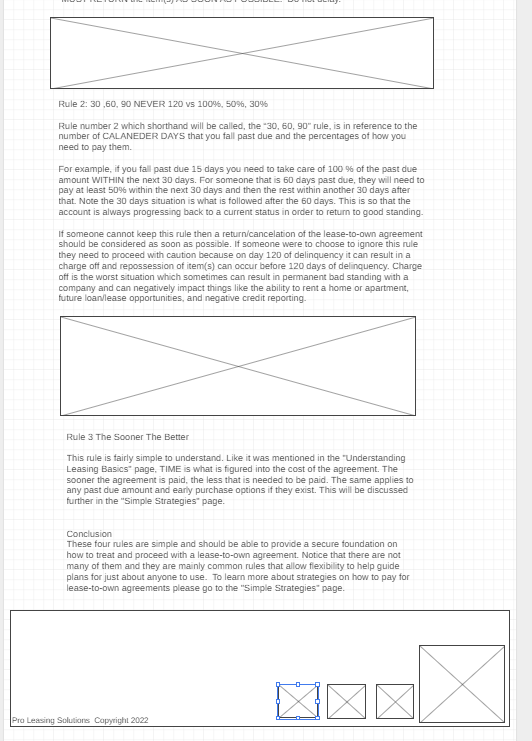 MUST RETURN the item(s) AS SOON AS POSSIBLE.  Do not delay.
Rule 2: 30 ,60, 90 NEVER 120 vs 100%, 50%, 30%
Rule number 2 which shorthand will be called, the “30, 60, 90” rule, is in reference to the
number of CALANEDER DAYS that you fall past due and the percentages of how you
need to pay them.
For example, if you fall past due 15 days you need to take care of 100 % of the past due
amount WITHIN the next 30 days. For someone that is 60 days past due, they will need to
pay at least 50% within the next 30 days and then the rest within another 30 days after
that. Note the 30 days situation is what is followed after the 60 days. This is so that the
account is always progressing back to a current status in order to return to good standing.
If someone cannot keep this rule then a return/cancelation of the lease-to-own agreement
should be considered as soon as possible. If someone were to choose to ignore this rule
they need to proceed with caution because on day 120 of delinquency it can result in a
charge off and repossession of item(s) can occur before 120 days of delinquency. Charge
off is the worst situation which sometimes can result in permanent bad standing with a
company and can negatively impact things like the ability to rent a home or apartment,
future loan/lease opportunities, and negative credit reporting.
Rule 3 The Sooner The Better
This rule is fairly simple to understand. Like it was mentioned in the "Understanding
Leasing Basics" page, TIME is what is figured into the cost of the agreement. The
sooner the agreement is paid, the less that is needed to be paid. The same applies to
any past due amount and early purchase options if they exist. This will be discussed
further in the "Simple Strategies" page.
Conclusion
These four rules are simple and should be able to provide a secure foundation on
how to treat and proceed with a lease-to-own agreement. Notice that there are not
many of them and they are mainly common rules that allow flexibility to help guide
plans for just about anyone to use.  To learn more about strategies on how to pay for
lease-to-own agreements please go to the "Simple Strategies" page.
Pro Leasing Solutions  Copyright 2022